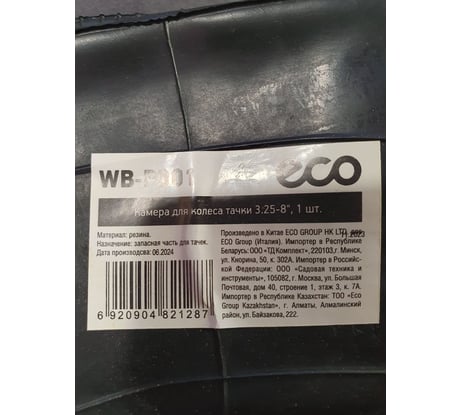 eco
Камера для колеса тачки 3.25-8", 1 шт.
Материал: резина.
Назначение: запасная часть для тачек.
Дата производства: 06.2024
Произведено в Китае ECO GROUP HK LTD
ECO Group (Италия). Импортер в Республике
Беларусь: ООО «ТД Комплект», 220103, г. Минск,
ул. Кнорина, 50, к. 302А. Импортер в Российс-
кой Федерации: ООО «Садовая техника и
инструменты», 105082, г. Москва, ул. Большая
Почтовая, дом 40, строение 1, этаж 3, к. 7А.
Импортер в Республике Казахстан: ТОО «Eco
Group Kazakhstan», г. Алматы, Алмалинский
район, ул. Байзакова, 222.
6 920904 821287